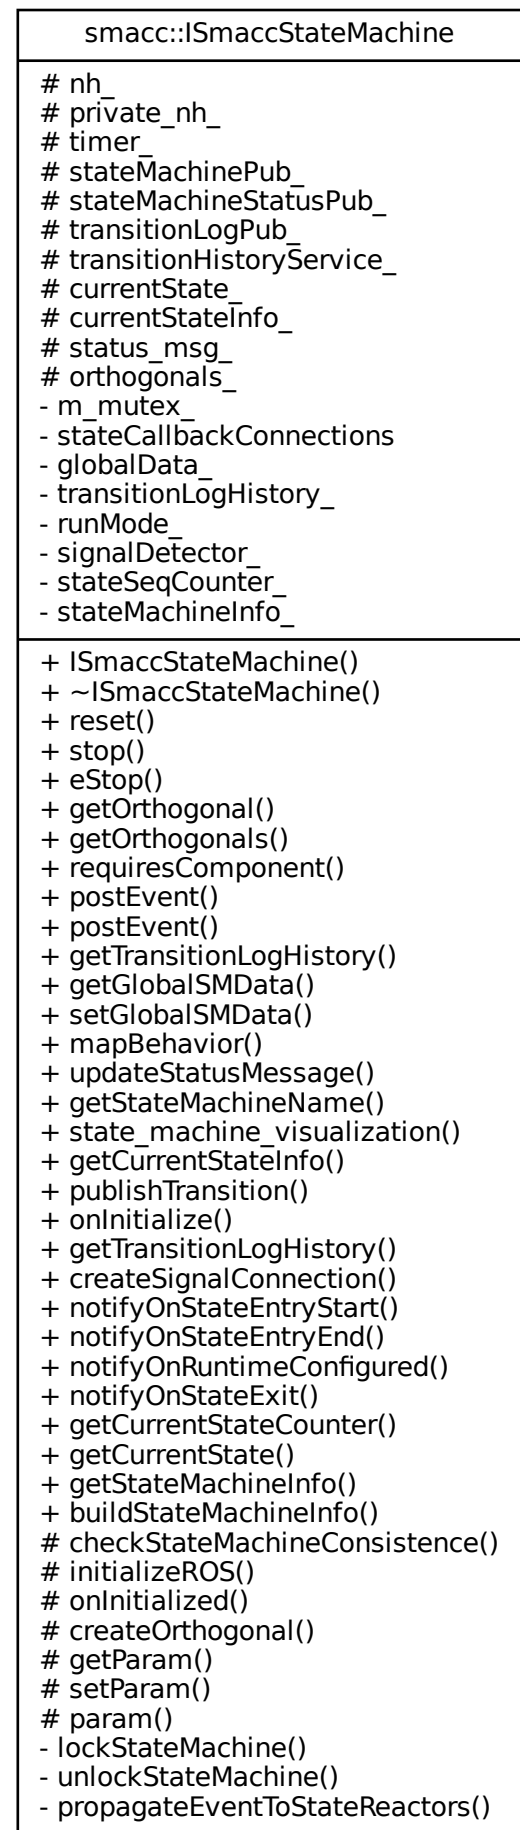 smacc::ISmaccStateMachine
# nh_
# private_nh_
# timer_
# stateMachinePub_
# stateMachineStatusPub_
# transitionLogPub_
# transitionHistoryService_
# currentState_
# currentStateInfo_
# status_msg_
# orthogonals_
- m_mutex_
- stateCallbackConnections
- globalData_
- transitionLogHistory_
- runMode_
- signalDetector_
- stateSeqCounter_
- stateMachineInfo_
+ ISmaccStateMachine()
+ ~ISmaccStateMachine()
+ reset()
+ stop()
+ eStop()
+ getOrthogonal()
+ getOrthogonals()
+ requiresComponent()
+ postEvent()
+ postEvent()
+ getTransitionLogHistory()
+ getGlobalSMData()
+ setGlobalSMData()
+ mapBehavior()
+ updateStatusMessage()
+ getStateMachineName()
+ state_machine_visualization()
+ getCurrentStateInfo()
+ publishTransition()
+ onInitialize()
+ getTransitionLogHistory()
+ createSignalConnection()
+ notifyOnStateEntryStart()
+ notifyOnStateEntryEnd()
+ notifyOnRuntimeConfigured()
+ notifyOnStateExit()
+ getCurrentStateCounter()
+ getCurrentState()
+ getStateMachineInfo()
+ buildStateMachineInfo()
# checkStateMachineConsistence()
# initializeROS()
# onInitialized()
# createOrthogonal()
# getParam()
# setParam()
# param()
- lockStateMachine()
- unlockStateMachine()
- propagateEventToStateReactors()